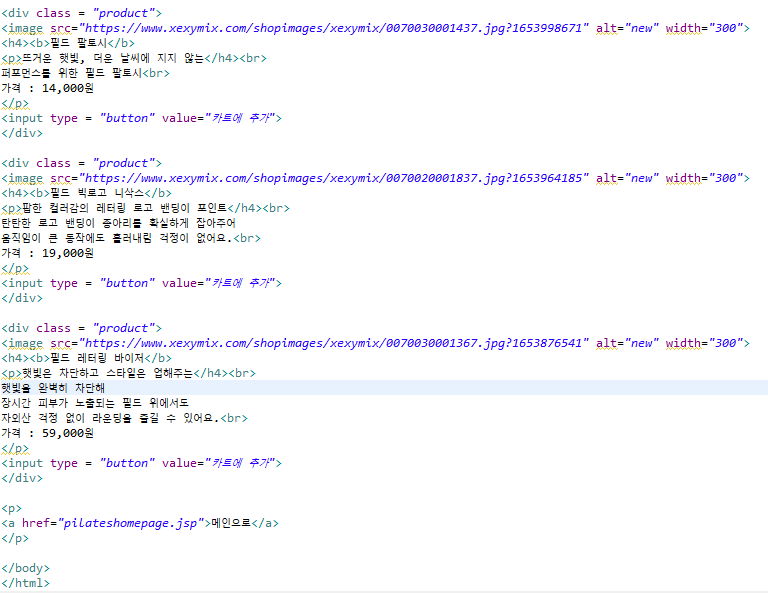 <div class = "product">
<image src="https://www.xexymix.com/shopimages/xexymix/0070030001437.jpg?1653998671" alt="new" width="300">
<h4><b>필드 팔토시</b>
<p>뜨거운 햇빛, 더운 날씨에 지지 않는</h4><br>
퍼포먼스를 위한 필드 팔토시<br>
가격 : 14,000원
</p>
<input type = "button" value="카트에 추가">
</div>
<div class = "product">
<image src="https://www.xexymix.com/shopimages/xexymix/0070020001837.jpg?1653964185" alt="new" width="300">
<h4><b>필드 빅로고 니삭스</b>
<p>팝한 컬러감의 레터링 로고 밴딩이 포인트</h4><br>
탄탄한 로고 밴딩이 종아리를 확실하게 잡아주어
움직임이 큰 동작에도 흘러내림 걱정이 없어요.<br>
가격 : 19,000원
</p>
<input type = "button" value="카트에 추가">
</div>
<div class = "product">
<image src="https://www.xexymix.com/shopimages/xexymix/0070030001367.jpg?1653876541" alt="new" width="300">
<h4><b>필드 레터링 바이저</b>
<p>햇빛은 차단하고 스타일은 업해주는</h4><br>
햇빛을 완벽히 차단해
장시간 피부가 노출되는 필드 위에서도
자외산 걱정 없이 라운딩을 즐길 수 있어요.<br>
가격 : 59,000원
</p>
<input type = "button" value="카트에 추가">
</div>
<p>
<a href="pilateshomepage.jsp">메인으로</a>
</p>
</body>
</html>